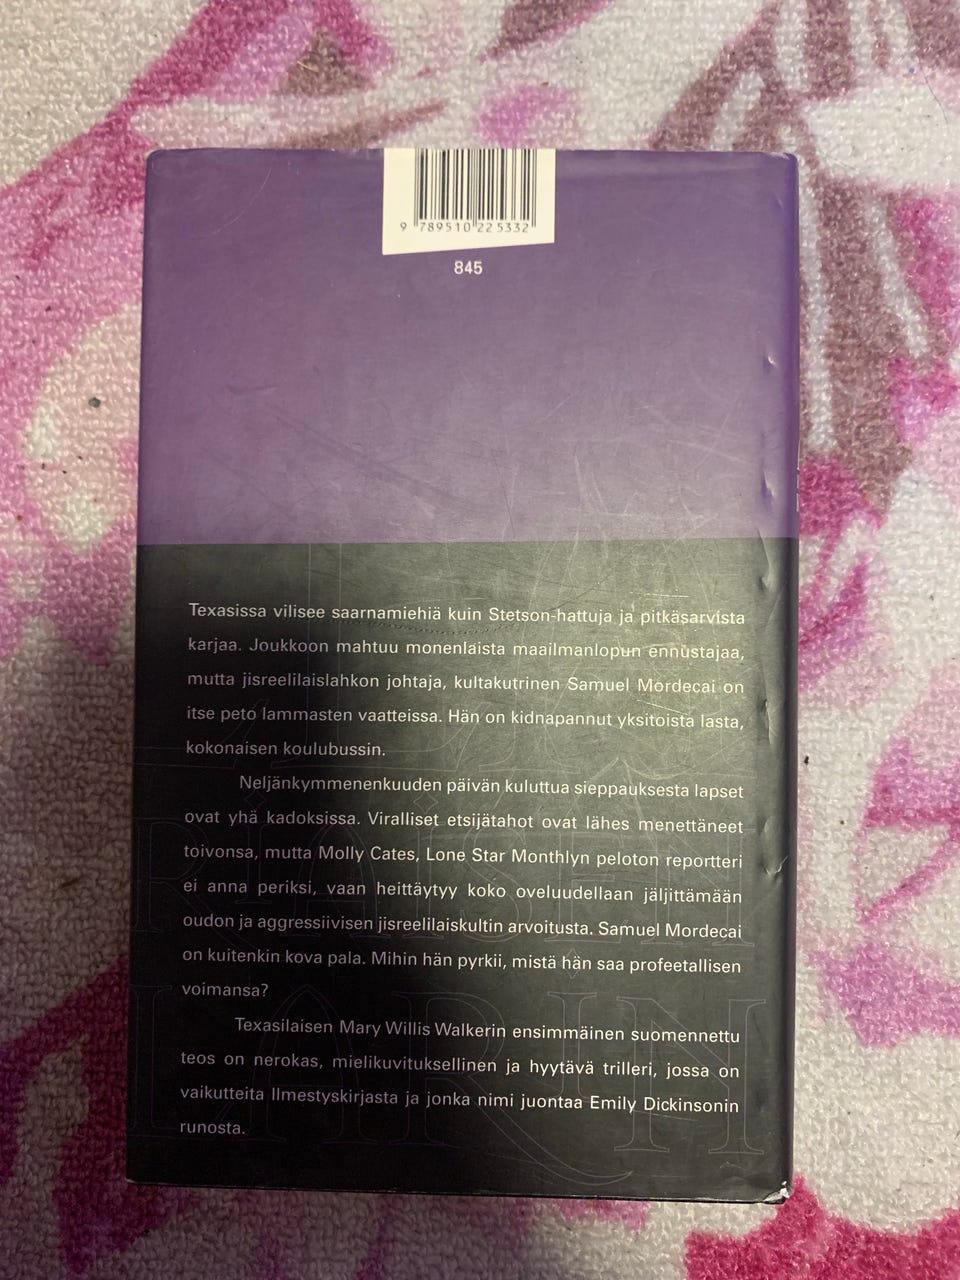 9 789510 225332
845
Texasissa vilisee saarnamiehiä kuin Stetson-hattuja ja pitkäsarvista
karjaa. Joukkoon mahtuu monenlaista maailmanlopun ennustajaa,
mutta jisreelilaislahkon johtaja, kultakutrinen Samuel Mordecai on
itse peto lammasten vaatteissa. Hän on kidnapannut yksitoista lasta,
kokonaisen koulubussin.
Neljänkymmenenkuuden päivän kuluttua sieppauksesta lapset
ovat yhä kadoksissa. Viralliset etsijätahot ovat lähes menettäneet
toivonsa, mutta Molly Cates, Lone Star Monthlyn peloton reportteri
ei anna periksi, vaan heittäytyy koko oveluudellaan jäljittämään
oudon ja aggressiivisen jisreelilaiskultin arvoitusta. Samuel Mordecai
on kuitenkin kova pala. Mihin hän pyrkii, mistä hän saa profeetallisen
voimansa?
Texasilaisen Mary Willis Walkerin ensimmäinen suomennettu
teos on nerokas, mielikuvituksellinen ja hyytävä trilleri, jossa on
vaikutteita Ilmestyskirjasta ja jonka nimi juontaa Emily Dickinsonin
runosta.